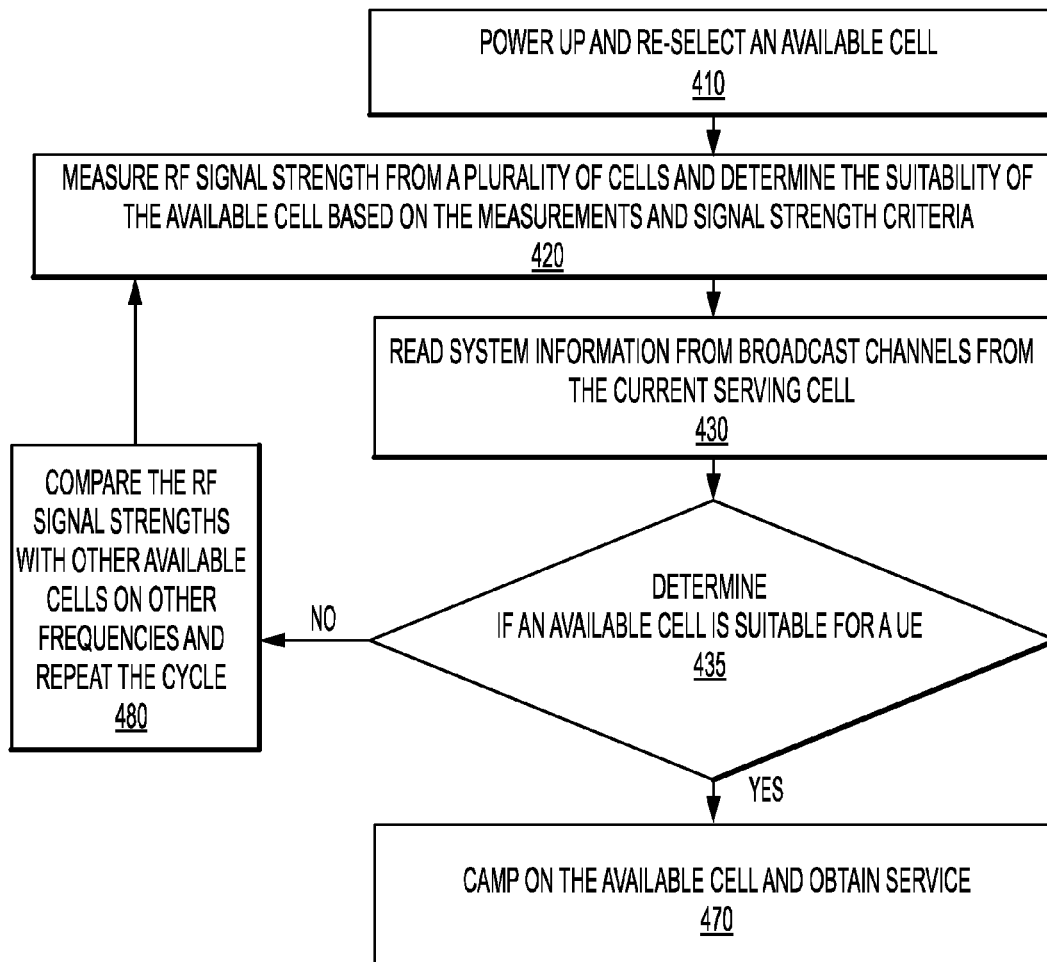 POWER UP AND RE-SELECT AN AVAILABLE CELL
410
MEASURE RF SIGNAL STRENGTH FROM A PLURALITY OF CELLS AND DETERMINE THE SUITABILITY OF
THE AVAILABLE CELL BASED ON THE MEASUREMENTS AND SIGNAL STRENGTH CRITERIA
420
READ SYSTEM INFORMATION FROM BROADCAST CHANNELS FROM
THE CURRENT SERVING CELL
430
DETERMINE
IF AN AVAILABLE CELL IS SUITABLE FOR A UE
435
NO
COMPARE THE RF
SIGNAL STRENGTHS
WITH OTHER AVAILABLE
CELLS ON OTHER
FREQUENCIES AND
REPEAT THE CYCLE
480
YES
CAMP ON THE AVAILABLE CELL AND OBTAIN SERVICE
470